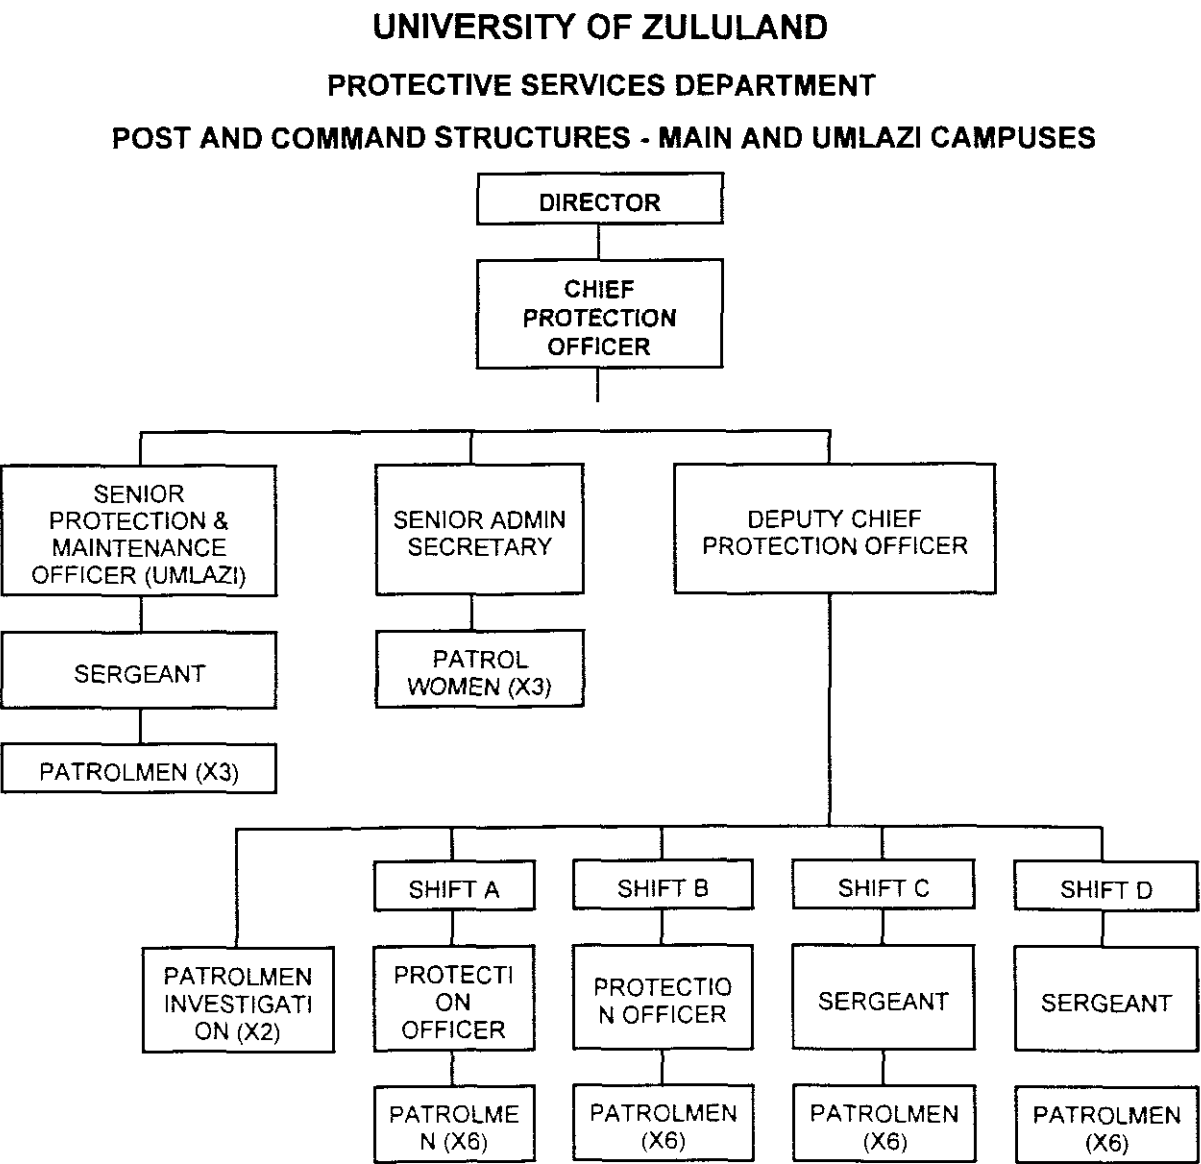 UNIVERSITY OF ZULULAND
PROTECTIVE SERVICES DEPARTMENT
POST AND COMMAND STRUCTURES - MAIN AND UMLAZI CAMPUSES
DIRECTOR
CHIEF
PROTECTION
OFFICER
SENIOR
PROTECTION &
MAINTENANCE
OFFICER (UMLAZI)
SENIOR ADMIN
SECRETARY
DEPUTY CHIEF
PROTECTION OFFICER
SERGEANT
PATROL
WOMEN (X3)
PATROLMEN (X3)
SHIFT A
SHIFT B
SHIFT C
SHIFT D
PATROLMEN
INVESTIGATI
ON (X2)
PROTECTI
ON
OFFICER
PROTECTIO
N OFFICER
SERGEANT
SERGEANT
PATROLME
N (X6)
PATROLMEN
(X6)
PATROLMEN
(X6)
PATROLMEN
(X6)